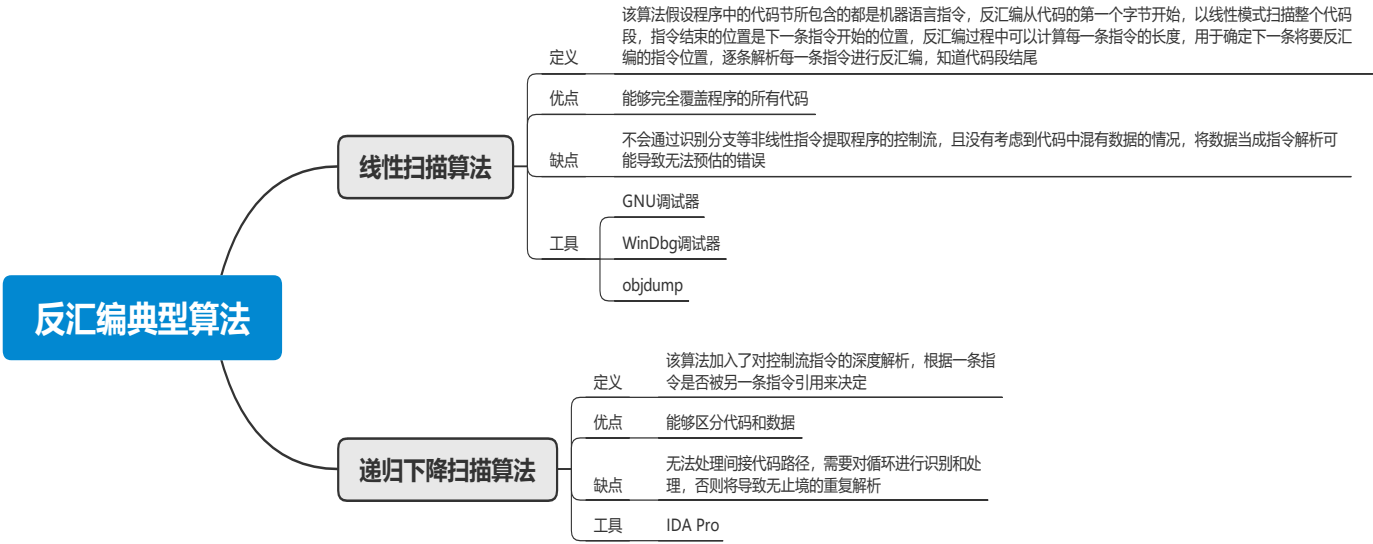 反汇编典型算法
线性扫描算法
定义
该算法假设程序中的代码节所包含的都是机器语言指令，反汇编从代码的第一个字节开始，以线性模式扫描整个代码
段，指令结束的位置是下一条指令开始的位置，反汇编过程中可以计算每一条指令的长度，用于确定下一条将要反汇
编的指令位置，逐条解析每一条指令进行反汇编，知道代码段结尾
优点
能够完全覆盖程序的所有代码
缺点
不会通过识别分支等非线性指令提取程序的控制流，且没有考虑到代码中混有数据的情况，将数据当成指令解析可
能导致无法预估的错误
工具
GNU调试器
WinDbg调试器
objdump
递归下降扫描算法
定义
该算法加入了对控制流指令的深度解析，根据一条指
令是否被另一条指令引用来决定
优点
能够区分代码和数据
缺点
无法处理间接代码路径，需要对循环进行识别和处
理，否则将导致无止境的重复解析
工具
IDA Pro